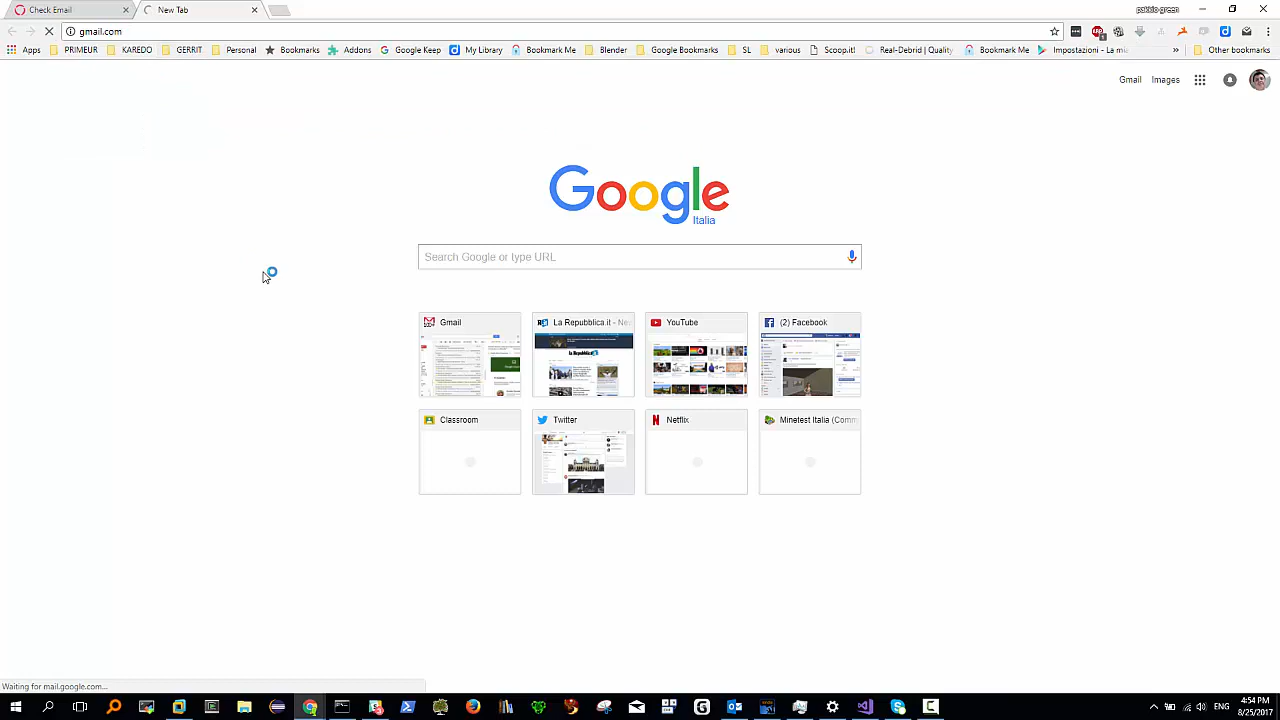 Check Email
New Tab
pakkio green
gmail.com
Apps PRIMEUR KAREDO GERRIT Personal Bookmarks Addons Google Keep My Library Bookmark Me Blender Google Bookmarks SL various Scoop.it! Real-Debrid | Quality Bookmark Me Impostazioni - La mu » Other bookmarks
Gmail Images
Google
Italia
Search Google or type URL
Gmail La Repubblica.it - New YouTube (2) Facebook
Classroom Twitter Netflix Minetest Italia (Comm
Waiting for mail.google.com...
ENG
4:54 PM
8/25/2017